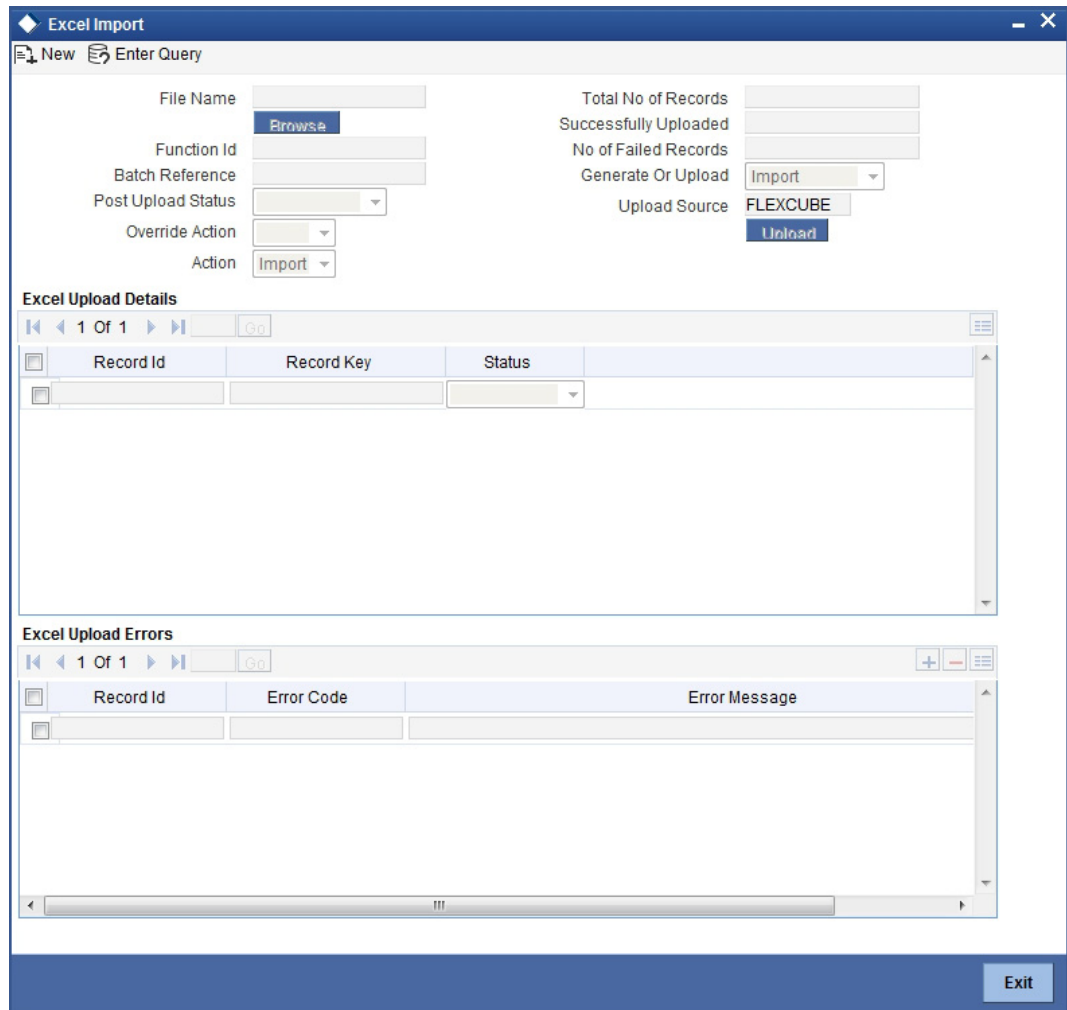 Excel Import
New Enter Query
File Name
Browse
Function Id
Batch Reference
Post Upload Status
Override Action
Action Import
Total No of Records
Successfully Uploaded
No of Failed Records
Generate Or Upload Import
Upload Source FLEXCUBE
Upload
Excel Upload Details
1 Of 1 Go
Record Id Record Key Status
Excel Upload Errors
1 Of 1 Go
Record Id Error Code Error Message
Exit